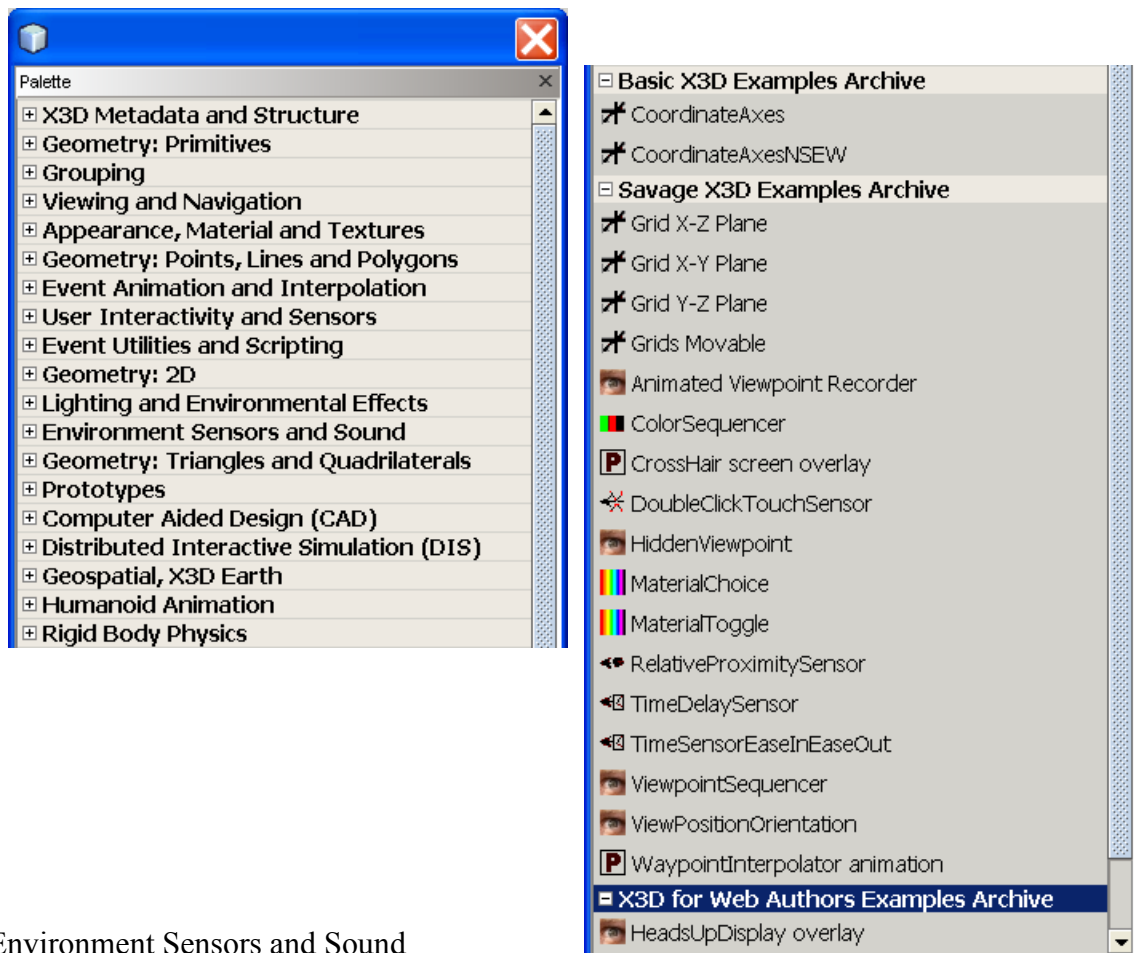 Palette
X3D Metadata and Structure
Geometry: Primitives
Grouping
Viewing and Navigation
Appearance, Material and Textures
Geometry: Points, Lines and Polygons
Event Animation and Interpolation
User Interactivity and Sensors
Event Utilities and Scripting
Geometry: 2D
Lighting and Environmental Effects
Environment Sensors and Sound
Geometry: Triangles and Quadrilaterals
Prototypes
Computer Aided Design (CAD)
Distributed Interactive Simulation (DIS)
Geospatial, X3D Earth
Humanoid Animation
Rigid Body Physics
Basic X3D Examples Archive
CoordinateAxes
CoordinateAxesNSEW
Savage X3D Examples Archive
Grid X-Z Plane
Grid X-Y Plane
Grid Y-Z Plane
Grids Movable
Animated Viewpoint Recorder
ColorSequencer
P CrossHair screen overlay
DoubleClickTouchSensor
HiddenViewpoint
MaterialChoice
MaterialToggle
RelativeProximitySensor
TimeDelaySensor
TimeSensorEaseInEaseOut
ViewpointSequencer
ViewPositionOrientation
P WaypointInterpolator animation
X3D for Web Authors Examples Archive
HeadsUpDisplay overlay
Environment Sensors and Sound